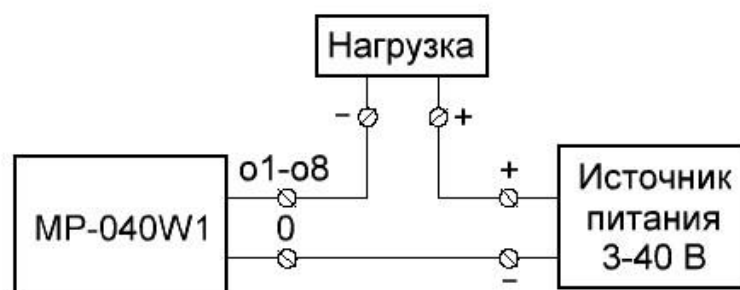 Нагрузка
− +
о1-о8
+
МР-040W1
0
Источник
питания
3-40 В
−